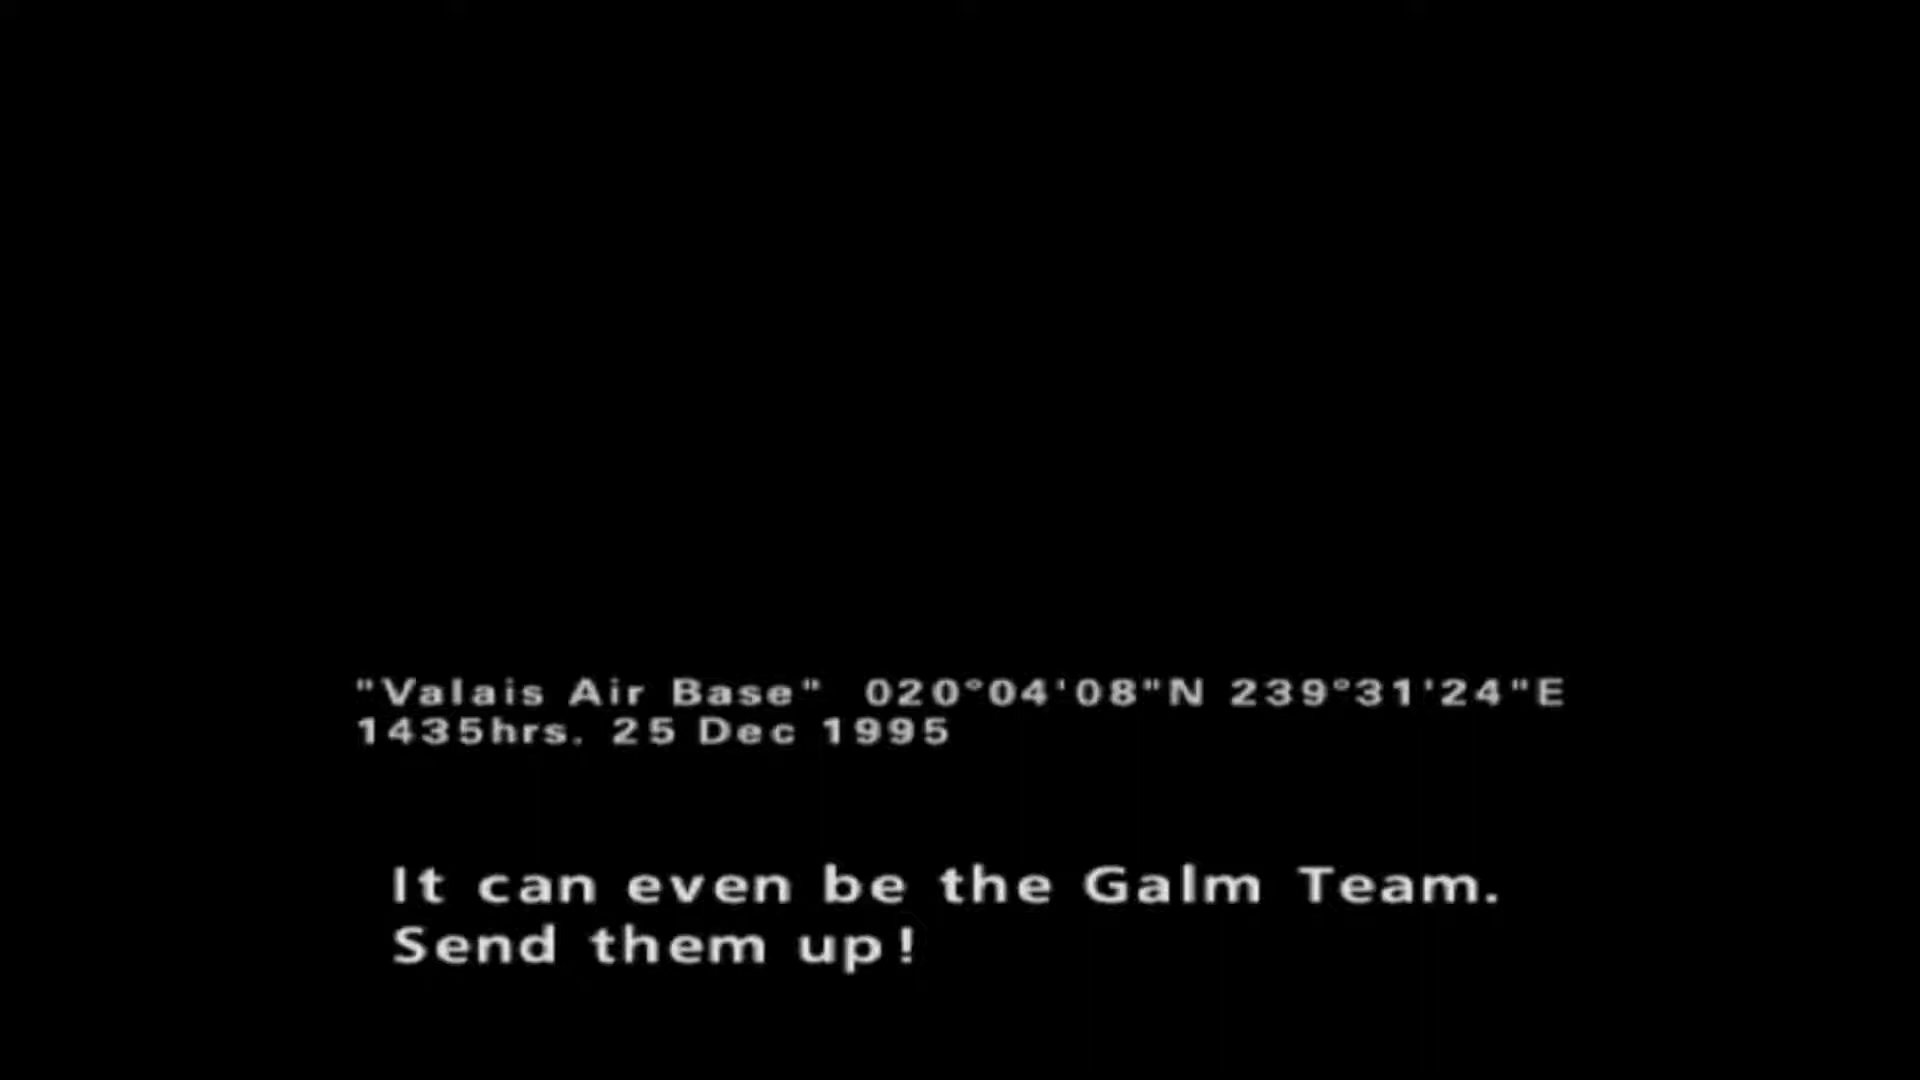 "Valais Air Base"  020°04'08"N 239°31'24"E
1435hrs. 25 Dec 1995
It can even be the Galm Team.
Send them up!